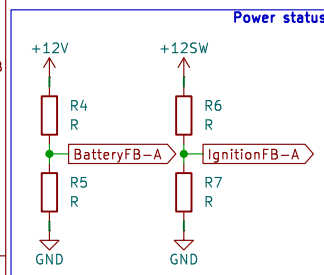 Power status
+12V
+12SW
R4
R
R6
R
BatteryFB-A
IgnitionFB-A
R5
R
R7
R
GND
GND